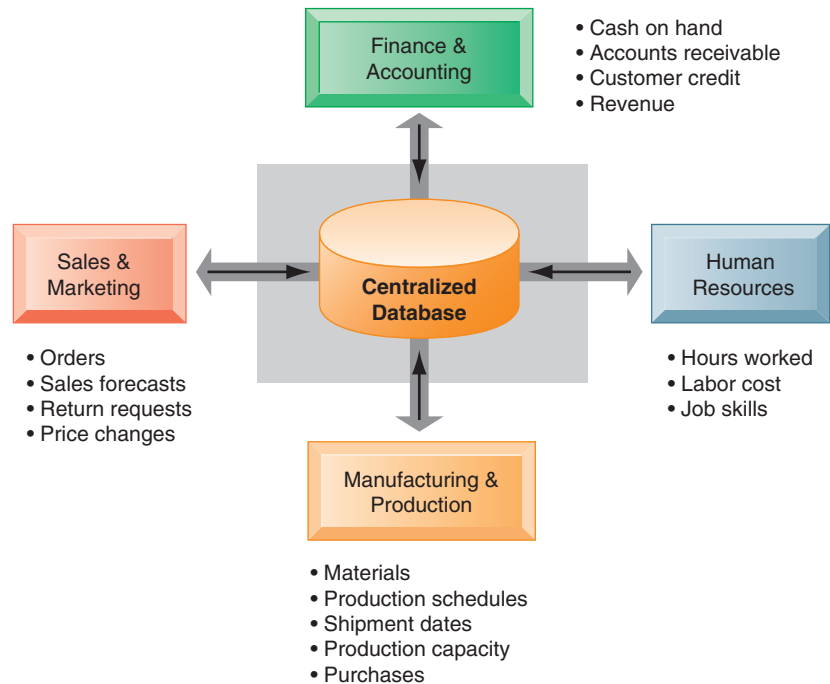 Finance &
Accounting
• Cash on hand
• Accounts receivable
• Customer credit
• Revenue
Sales &
Marketing
• Orders
• Sales forecasts
• Return requests
• Price changes
Centralized
Database
Human
Resources
• Hours worked
• Labor cost
• Job skills
Manufacturing &
Production
• Materials
• Production schedules
• Shipment dates
• Production capacity
• Purchases